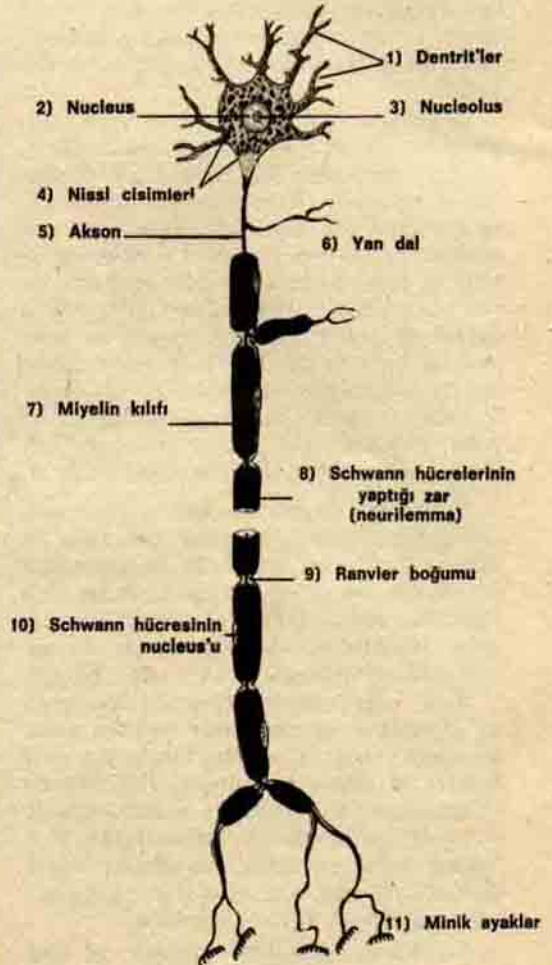 1) Dentrit'ler
2) Nucleus
3) Nucleolus
4) Nissl cisimleri
5) Akson
6) Yan dal
7) Miyelin kılıfı
8) Schwann hücrelerinin
yaptığı zar
(neurilemma)
9) Ranvier boğumu
10) Schwann hücresinin
nucleus'u
11) Minik ayaklar